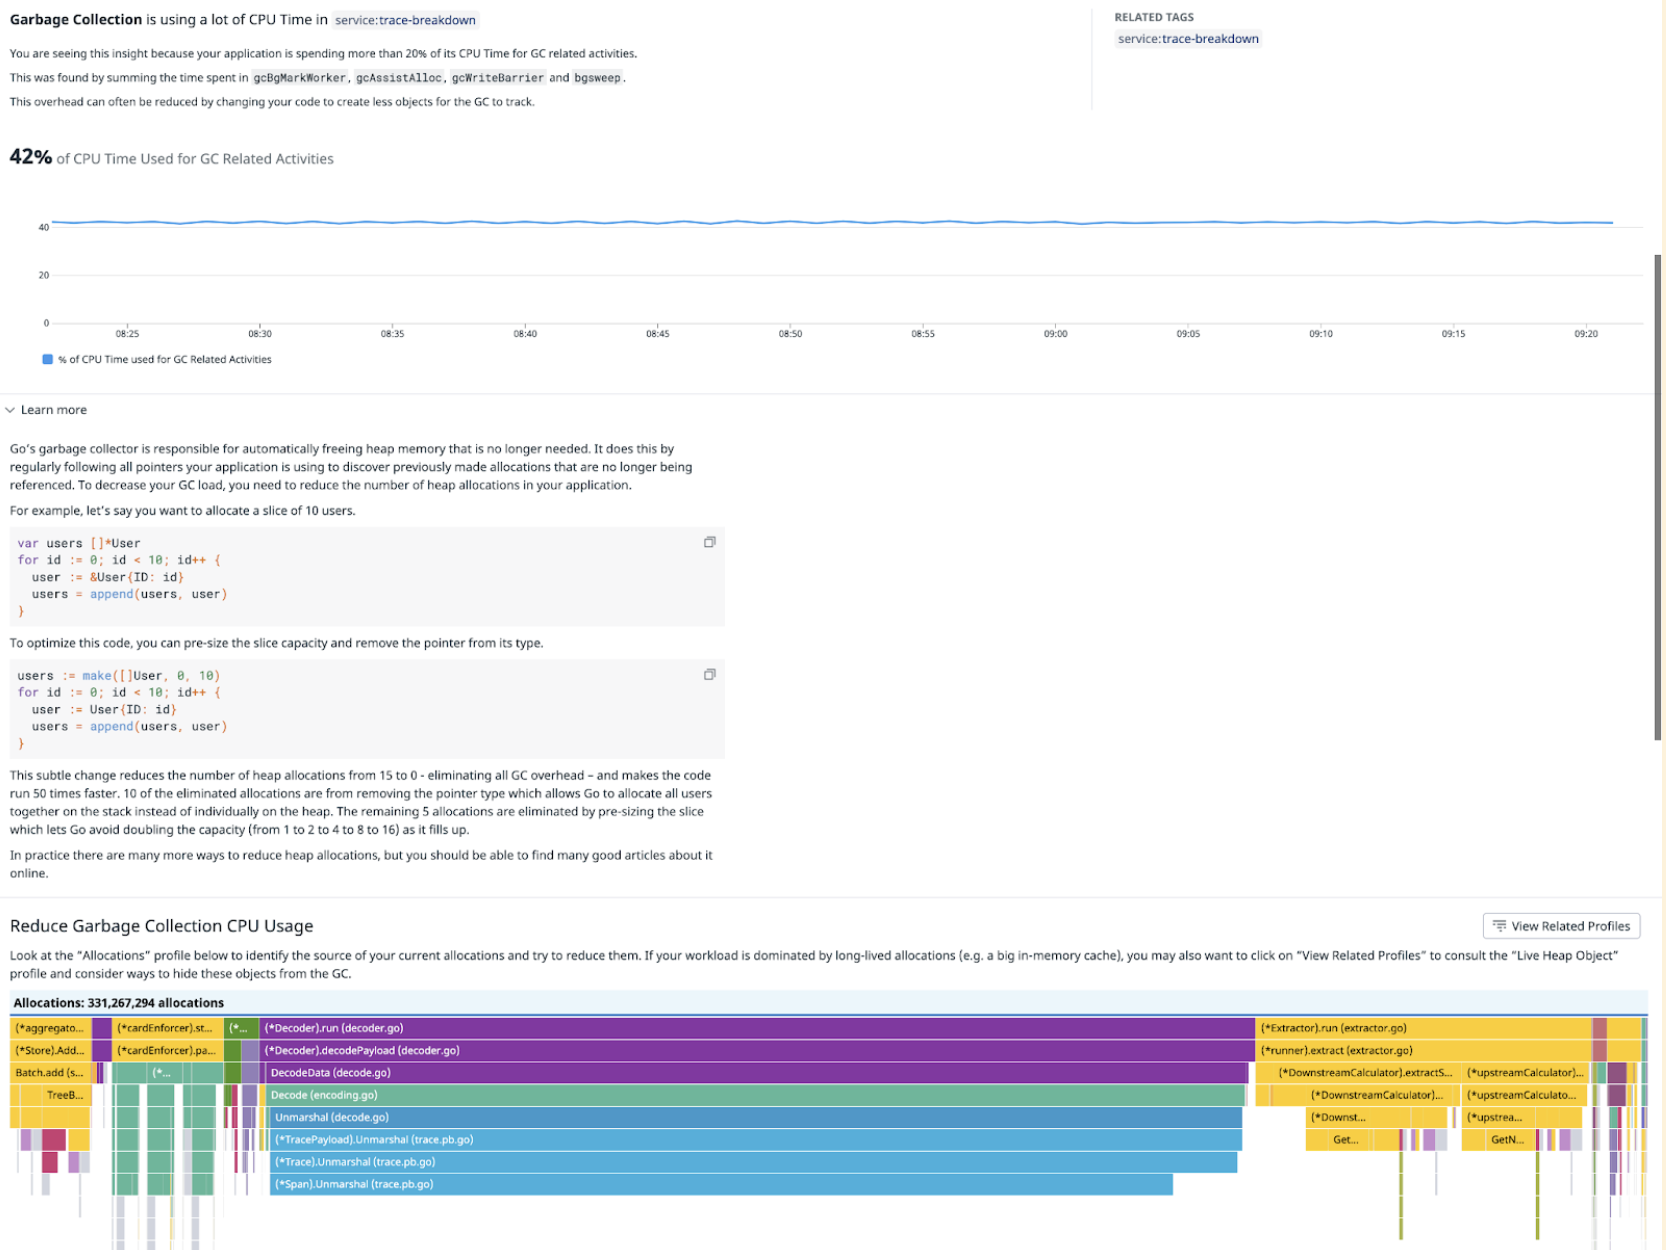 Garbage Collection is using a lot of CPU Time in service:trace-breakdown
RELATED TAGS
service:trace-breakdown
You are seeing this insight because your application is spending more than 20% of its CPU Time for GC related activities.
This was found by summing the time spent in gcBgMarkWorker, gcAssistAlloc, gcWriteBarrier and bgsweep.
This overhead can often be reduced by changing your code to create less objects for the GC to track.
42% of CPU Time Used for GC Related Activities
40
20
0
08:25 08:30 08:35 08:40 08:45 08:50 08:55 09:00 09:05 09:10 09:15 09:20
% of CPU Time used for GC Related Activities
Learn more
Go's garbage collector is responsible for automatically freeing heap memory that is no longer needed. It does this by
regularly following all pointers your application is using to discover previously made allocations that are no longer being
referenced. To decrease your GC load, you need to reduce the number of heap allocations in your application.
For example, let's say you want to allocate a slice of 10 users.
var users []*User
for id := 0; id < 10; id++ {
user := &User{ID: id}
users = append(users, user)
}
To optimize this code, you can pre-size the slice capacity and remove the pointer from its type.
users := make([]User, 0, 10)
for id := 0; id < 10; id++ {
user := User{ID: id}
users = append(users, user)
}
This subtle change reduces the number of heap allocations from 15 to 0 - eliminating all GC overhead – and makes the code
run 50 times faster. 10 of the eliminated allocations are from removing the pointer type which allows Go to allocate all users
together on the stack instead of individually on the heap. The remaining 5 allocations are eliminated by pre-sizing the slice
which lets Go avoid doubling the capacity (from 1 to 2 to 4 to 8 to 16) as it fills up.
In practice there are many more ways to reduce heap allocations, but you should be able to find many good articles about it
online.
Reduce Garbage Collection CPU Usage
View Related Profiles
Look at the "Allocations" profile below to identify the source of your current allocations and try to reduce them. If your workload is dominated by long-lived allocations (e.g. a big in-memory cache), you may also want to click on "View Related Profiles" to consult the "Live Heap Object"
profile and consider ways to hide these objects from the GC.
Allocations: 331,267,294 allocations
(*aggregato... (*cardEnforcer).st... (*... (*Decoder).run (decoder.go) (*Extractor).run (extractor.go)
(*Store).Add... (*cardEnforcer).pa... (*Decoder).decodePayload (decoder.go) (*runner).extract (extractor.go)
Batch.add (s... (*... DecodeData (decode.go) (*DownstreamCalculator).extractS... (*upstreamCalculator)...
TreeB... Decode (encoding.go) (*DownstreamCalculator)... (*upstreamCalculato...
Unmarshal (decode.go) (*Downst... (*upstrea...
(*TracePayload).Unmarshal (trace.pb.go) Get... GetN...
(*Trace).Unmarshal (trace.pb.go)
(*Span).Unmarshal (trace.pb.go)